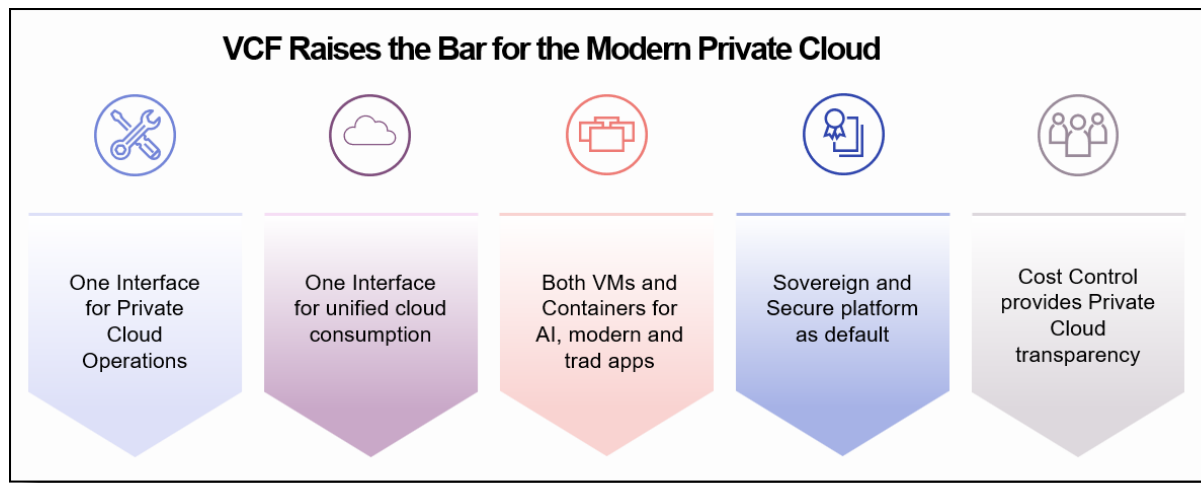 VCF Raises the Bar for the Modern Private Cloud
One Interface
for Private
Cloud
Operations
One Interface
for unified cloud
consumption
Both VMs and
Containers for
AI, modern and
trad apps
Sovereign and
Secure platform
as default
Cost Control
provides Private
Cloud
transparency